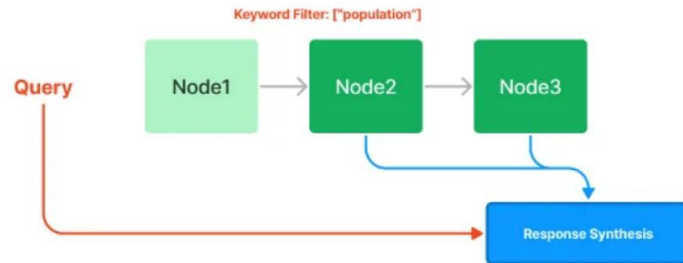 Keyword Filter: ["population"]
Query
Node1
Node2
Node3
Response Synthesis